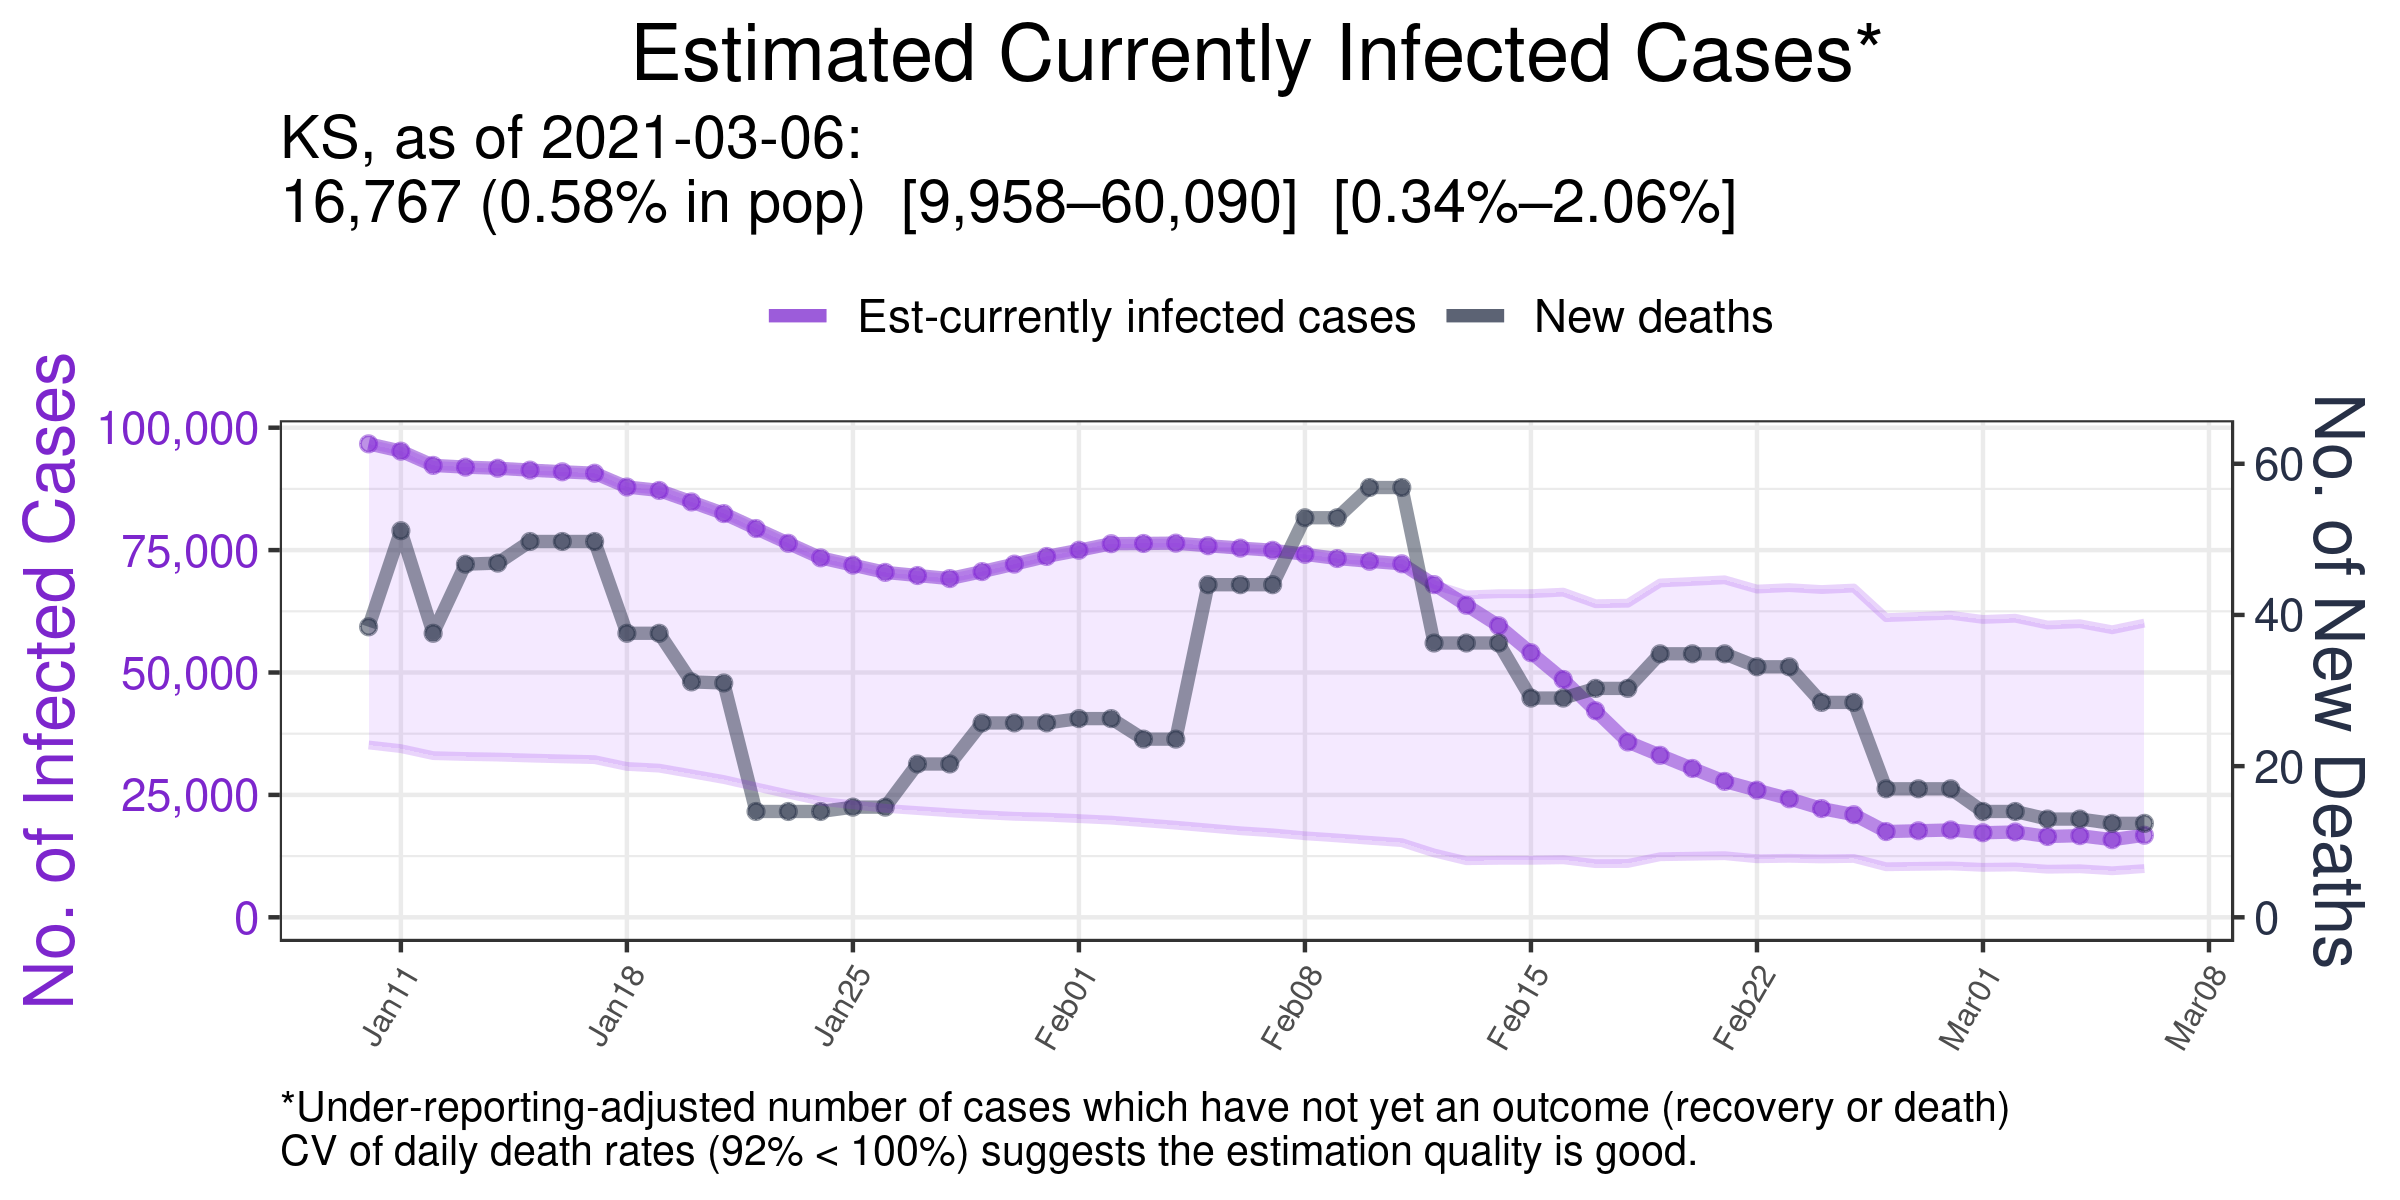 Estimated Currently Infected Cases*
KS, as of 2021-03-06:
16,767 (0.58% in pop)  [9,958–60,090]  [0.34%–2.06%]
Est-currently infected cases
New deaths
No. of Infected Cases
100,000
75,000
50,000
25,000
0
60
40
20
0
No. of New Deaths
Jan11
Jan18
Jan25
Feb01
Feb08
Feb15
Feb22
Mar01
Mar08
*Under-reporting-adjusted number of cases which have not yet an outcome (recovery or death)
CV of daily death rates (92% < 100%) suggests the estimation quality is good.